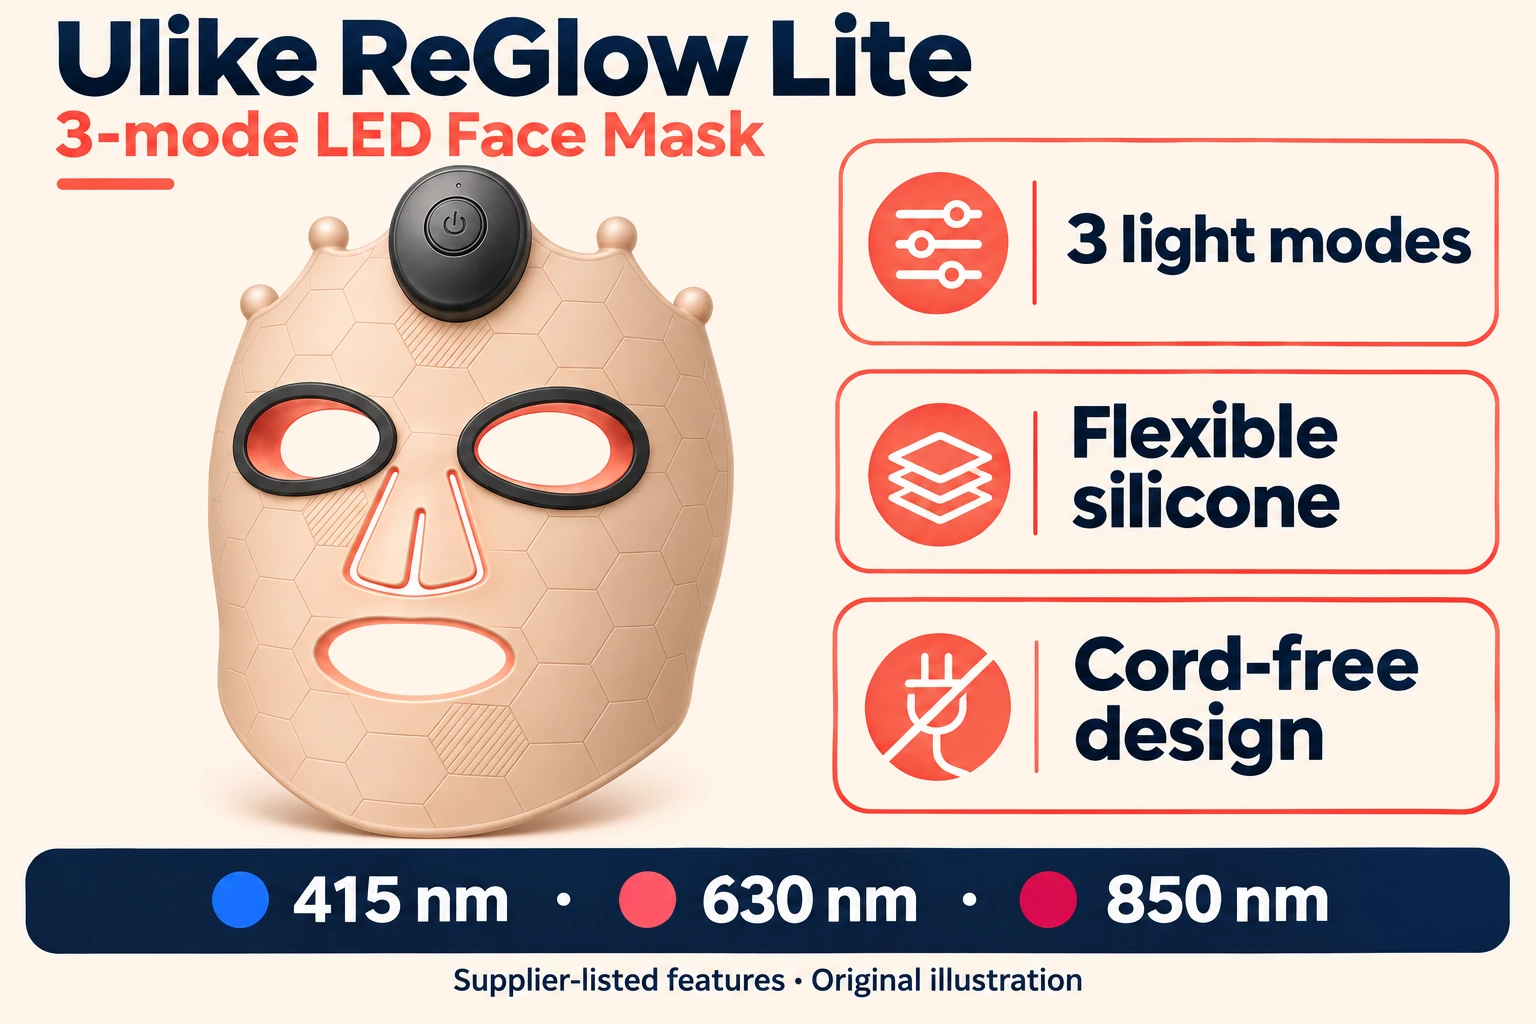 Ulike ReGlow Lite
3-mode LED Face Mask
3 light modes
Flexible
silicone
Cord-free
design
415 nm • 630 nm • 850 nm
Supplier-listed features • Original illustration